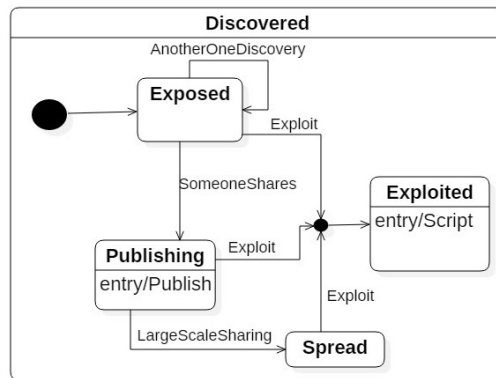 Discovered
AnotherOneDiscovery
Exposed
Exploit
SomeoneShares
Exploited
entry/Script
Publishing
entry/Publish
Exploit
Exploit
LargeScaleSharing
Spread